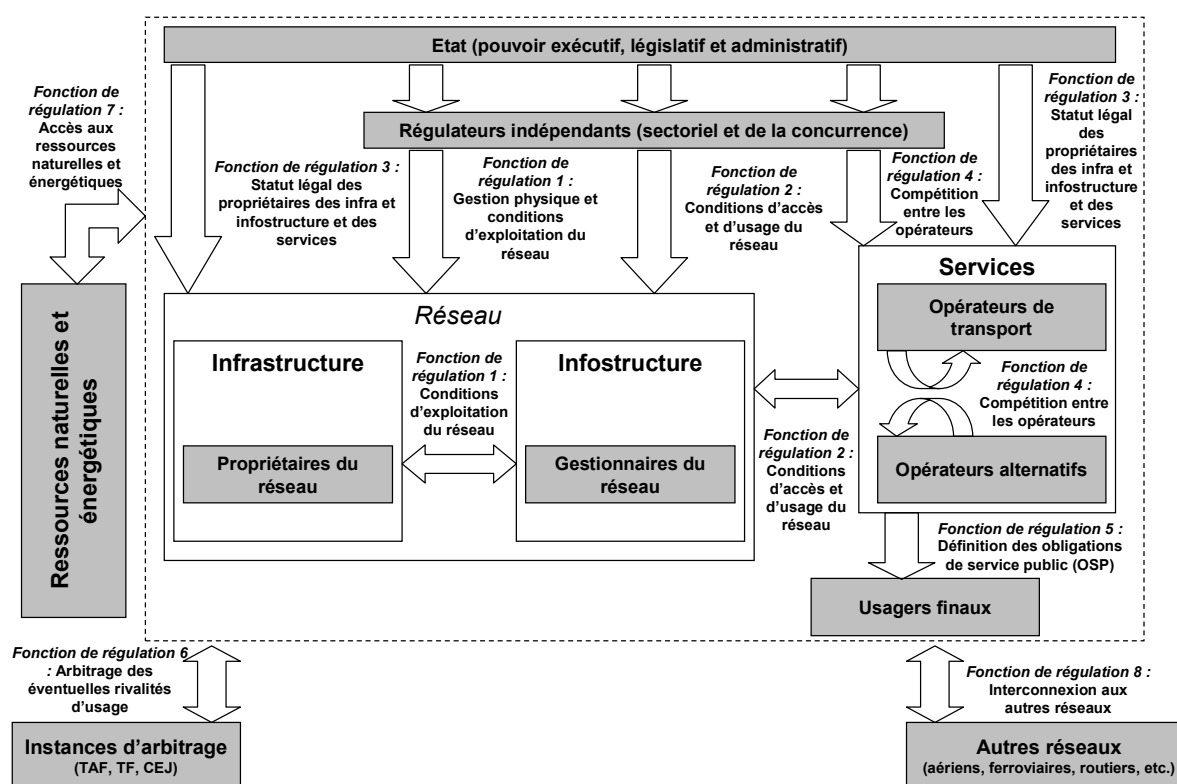 Etat (pouvoir exécutif, législatif et administratif)
Fonction de
régulation 7 :
Accès aux
ressources
naturelles et
énergétiques
Régulateurs indépendants (sectoriel et de la concurrence)
Fonction de régulation 3 :
Statut légal des
propriétaires des infra et
infostructure et des
services
Fonction de
régulation 1 :
Gestion physique et
conditions
d’exploitation du
réseau
Fonction de
régulation 2 :
Conditions d’accès
et d’usage du
réseau
Fonction de
régulation 4 :
Compétition
entre les
opérateurs
Fonction de
régulation 3 :
Statut légal
des
propriétaires
des infra et
infostructure
et des
services
Ressources naturelles et
énergétiques
Réseau
Infrastructure
Propriétaires du
réseau
Fonction de
régulation 1 :
Conditions
d’exploitation
du réseau
Infostructure
Gestionnaires du
réseau
Fonction de
régulation 2 :
Conditions
d’accès et
d’usage du
réseau
Services
Opérateurs de
transport
Fonction de
régulation 4 :
Compétition entre
les opérateurs
Opérateurs alternatifs
Fonction de régulation 5 :
Définition des obligations
de service public (OSP)
Usagers finaux
Fonction de régulation 6
: Arbitrage des
éventuelles rivalités
d’usage
Instances d’arbitrage
(TAF, TF, CEJ)
Fonction de régulation 8 :
Interconnexion aux
autres réseaux
Autres réseaux
(aériens, ferroviaires, routiers, etc.)